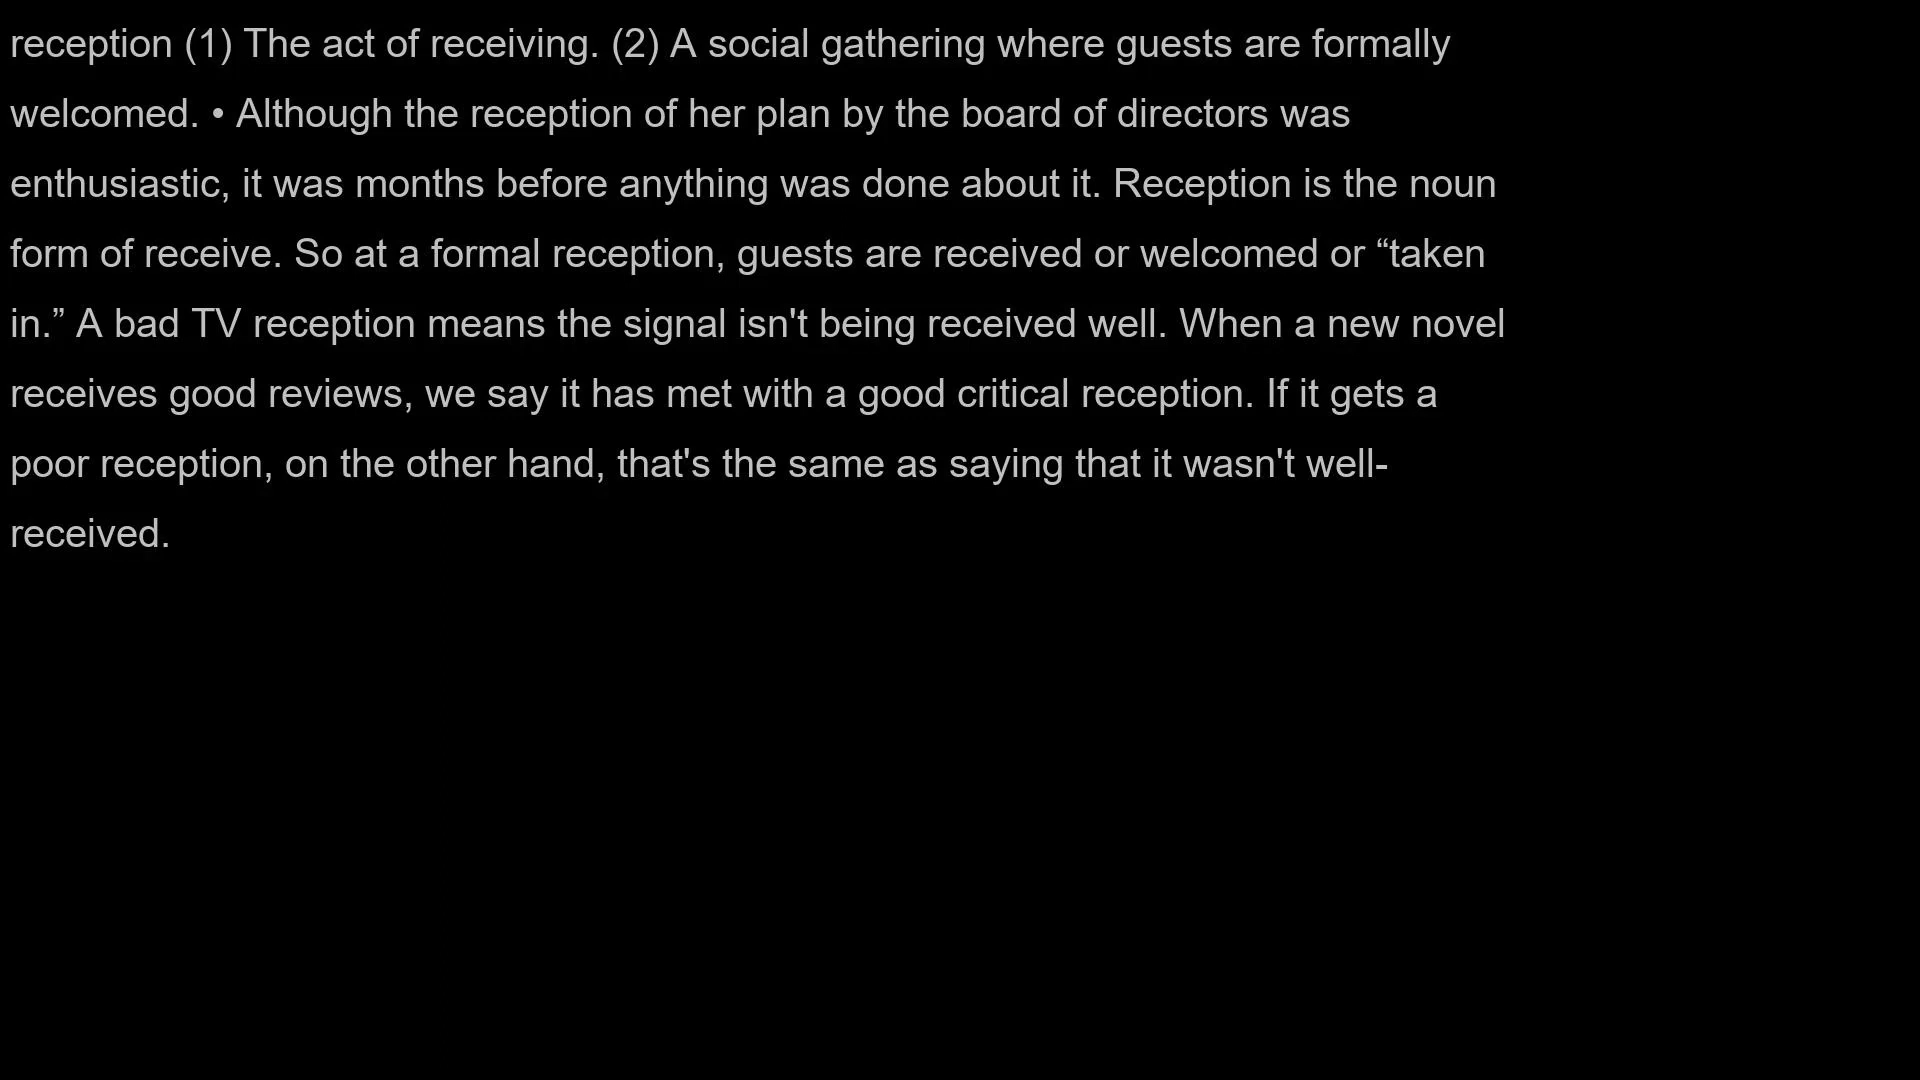 reception (1) The act of receiving. (2) A social gathering where guests are formally
welcomed. • Although the reception of her plan by the board of directors was
enthusiastic, it was months before anything was done about it. Reception is the noun
form of receive. So at a formal reception, guests are received or welcomed or “taken
in.” A bad TV reception means the signal isn't being received well. When a new novel
receives good reviews, we say it has met with a good critical reception. If it gets a
poor reception, on the other hand, that's the same as saying that it wasn't well-
received.